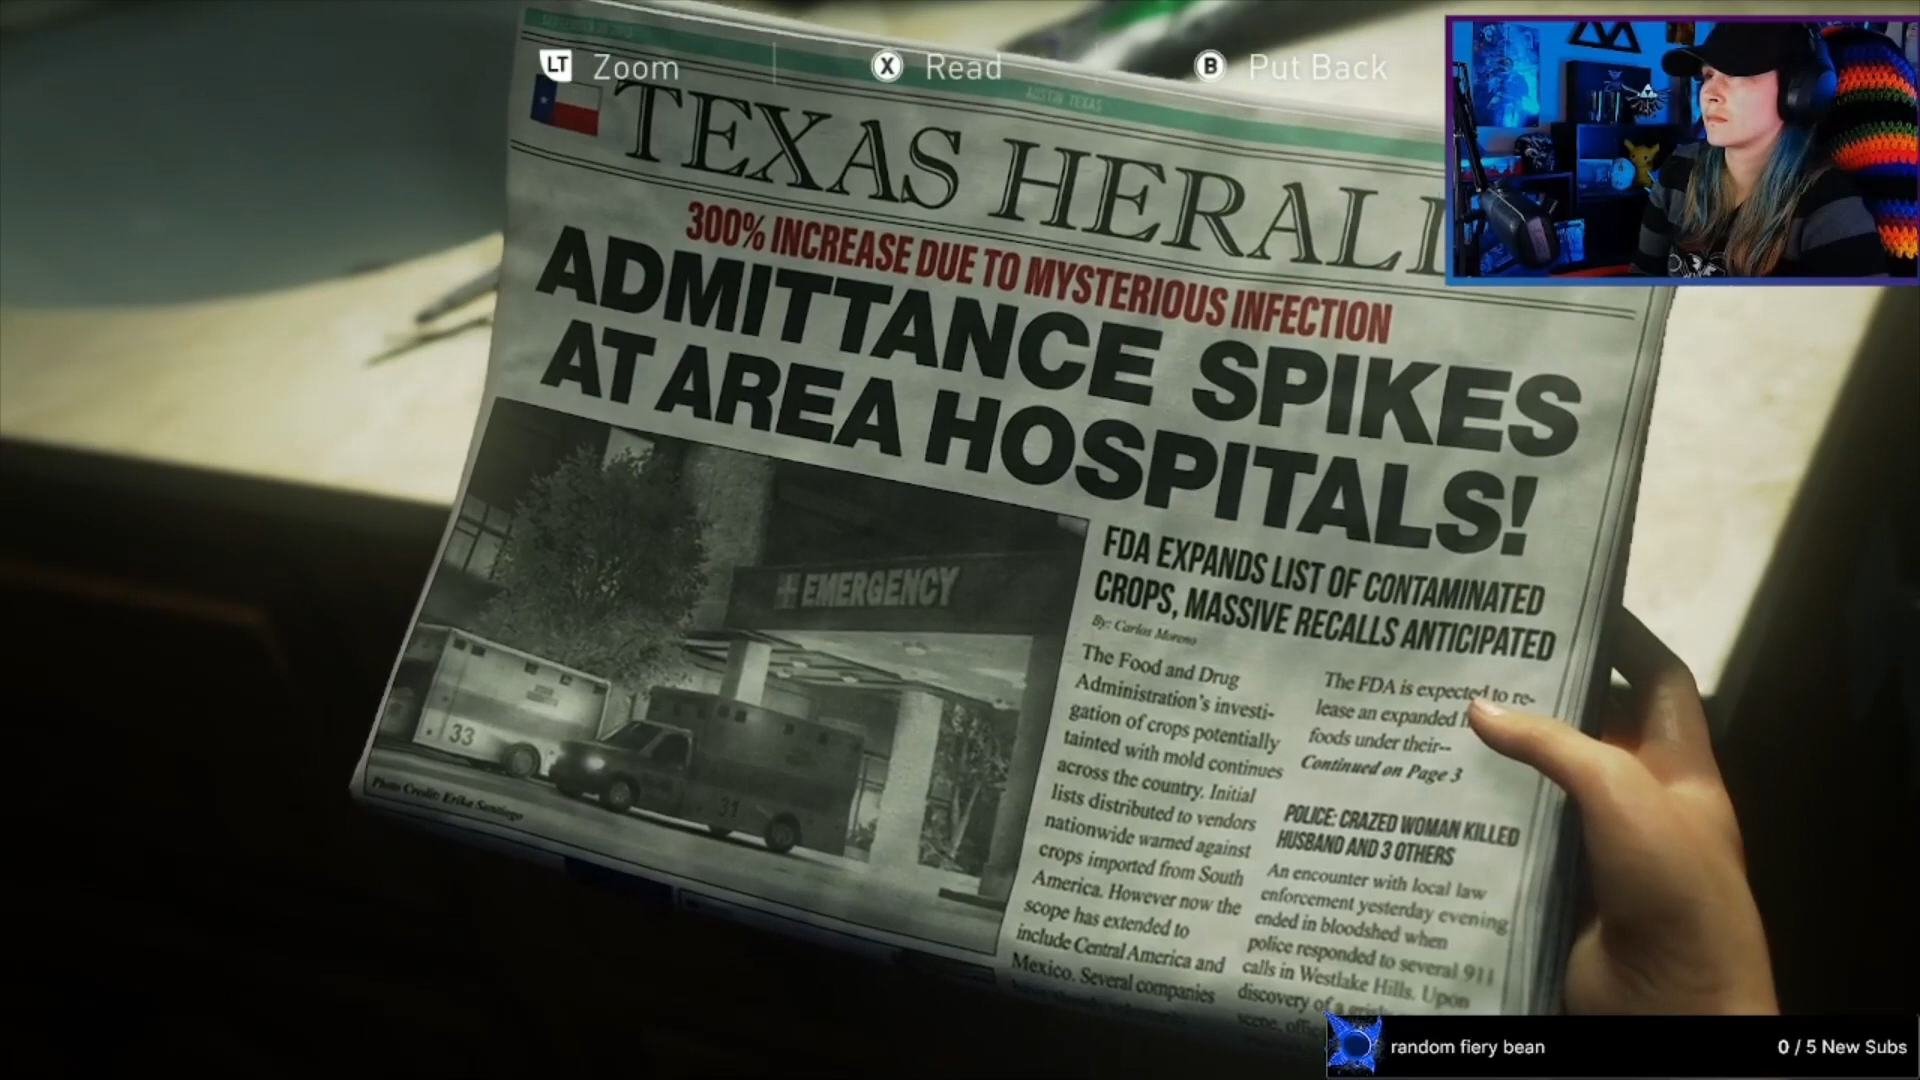 LT Zoom
X Read
B Put Back
AUSTIN TEXAS
TEXAS HERAL
300% INCREASE DUE TO MYSTERIOUS INFECTION
ADMITTANCE SPIKES
AT AREA HOSPITALS!
EMERGENCY
33
31
Photo Credit: Erika Santiago
FDA EXPANDS LIST OF CONTAMINATED
CROPS, MASSIVE RECALLS ANTICIPATED
By: Carlos Moreno
The Food and Drug
Administration's investi-
gation of crops potentially
tainted with mold continues
across the country. Initial
lists distributed to vendors
nationwide warned against
crops imported from South
America. However now the
scope has extended to
include Central America and
Mexico. Several companies
The FDA is expected to re-
lease an expanded
foods under their--
Continued on Page 3
POLICE: CRAZED WOMAN KILLED
HUSBAND AND 3 OTHERS
An encounter with local law
enforcement yesterday evening
ended in bloodshed when
police responded to several 911
calls in Westlake Hills. Upon
discovery of a
scene,
random fiery bean
0 / 5 New Subs